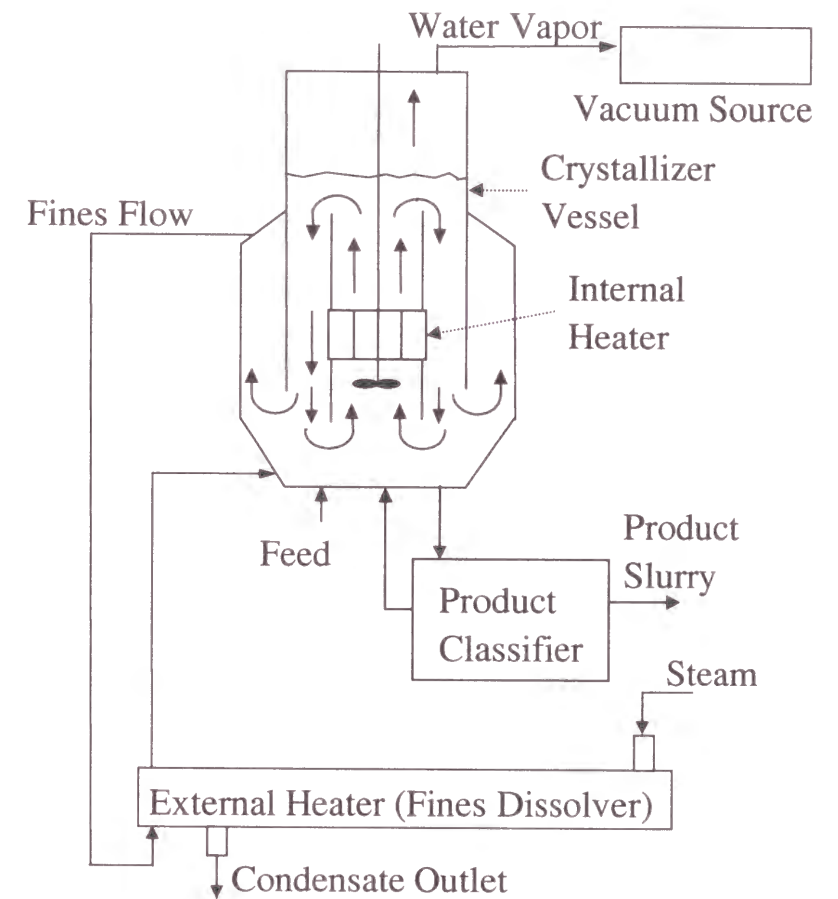 Water Vapor
Vacuum Source
Crystallizer
Vessel
Fines Flow
Internal
Heater
Feed
Product
Slurry
Product
Classifier
Steam
External Heater (Fines Dissolver)
Condensate Outlet